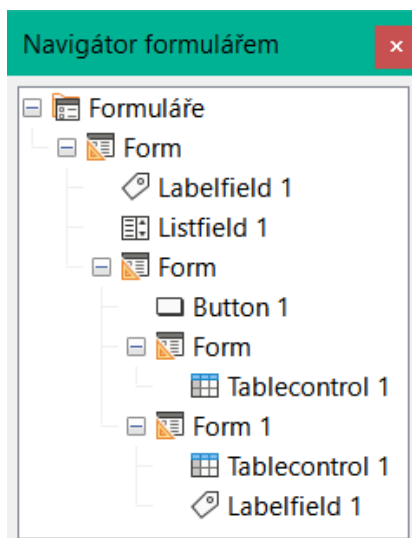 Navigátor formulářem
Formuláře
Form
Labelfield 1
Listfield 1
Form
Button 1
Form
Tablecontrol 1
Form 1
Tablecontrol 1
Labelfield 1